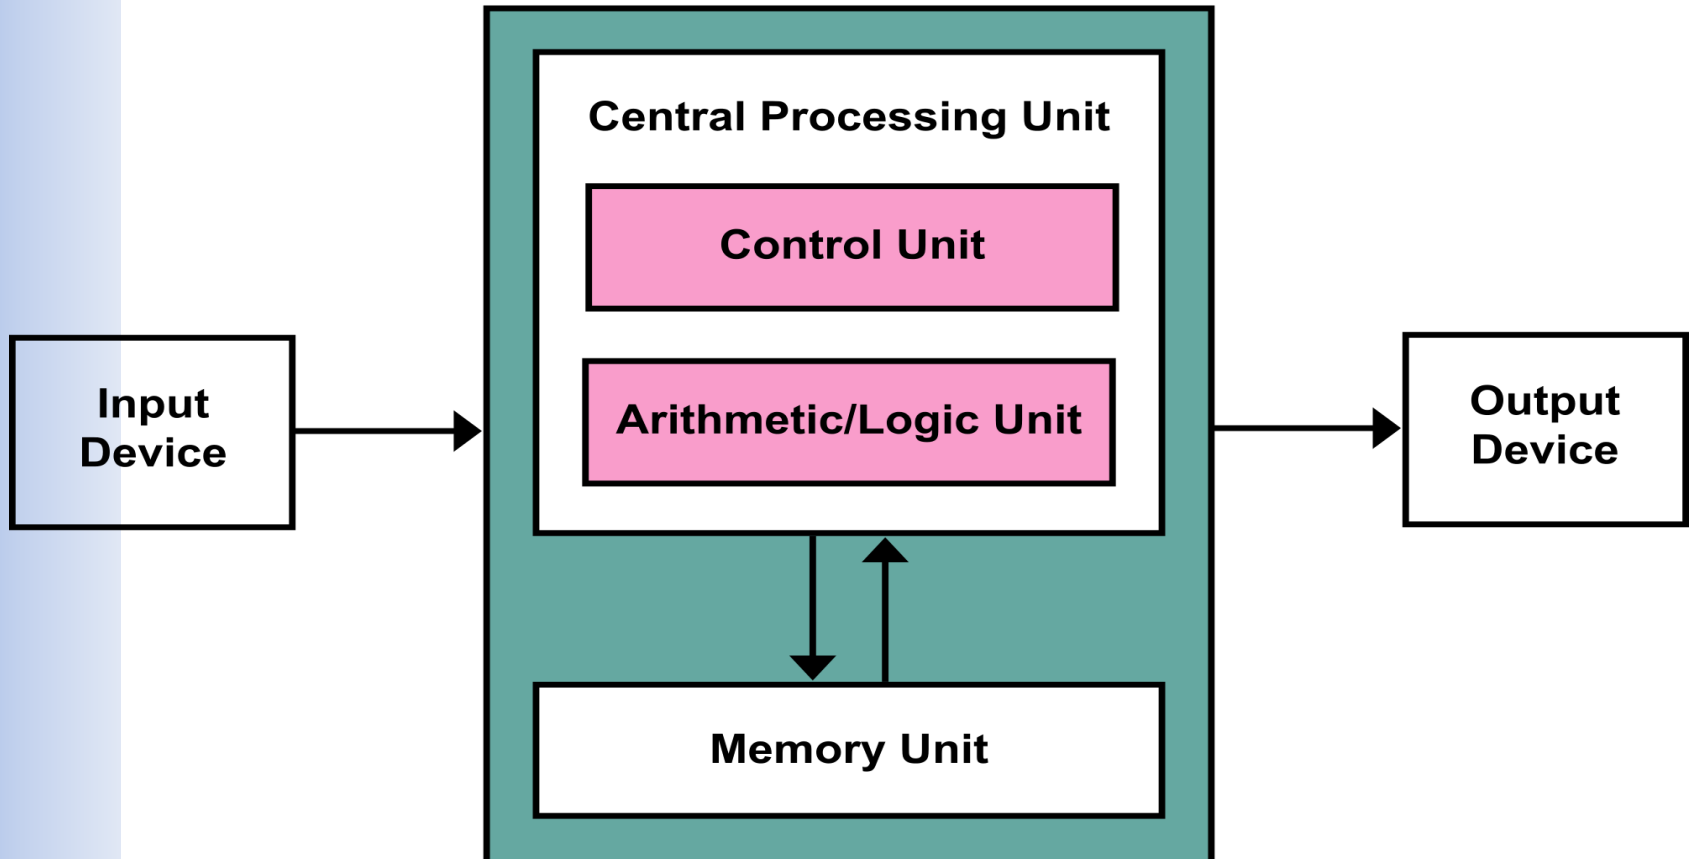 Central Processing Unit
Control Unit
Arithmetic/Logic Unit
Input
Device
Output
Device
Memory Unit